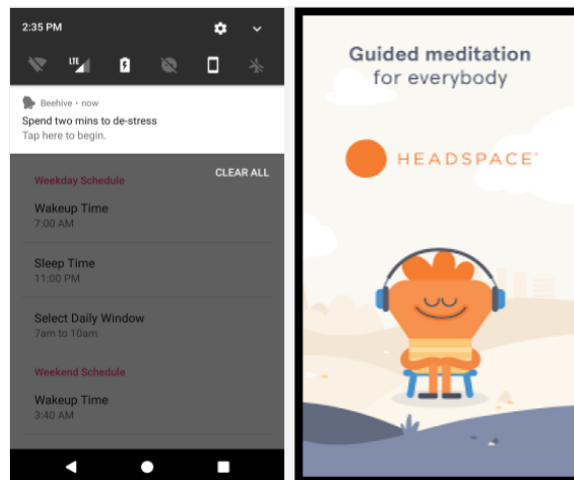 2:35 PM
LTE
Beehive • now
Spend two mins to de-stress
Tap here to begin.
CLEAR ALL
Weekday Schedule
Wakeup Time
7:00 AM
Sleep Time
11:00 PM
Select Daily Window
7am to 10am
Weekend Schedule
Wakeup Time
3:40 AM
Guided meditation
for everybody
HEADSPACE